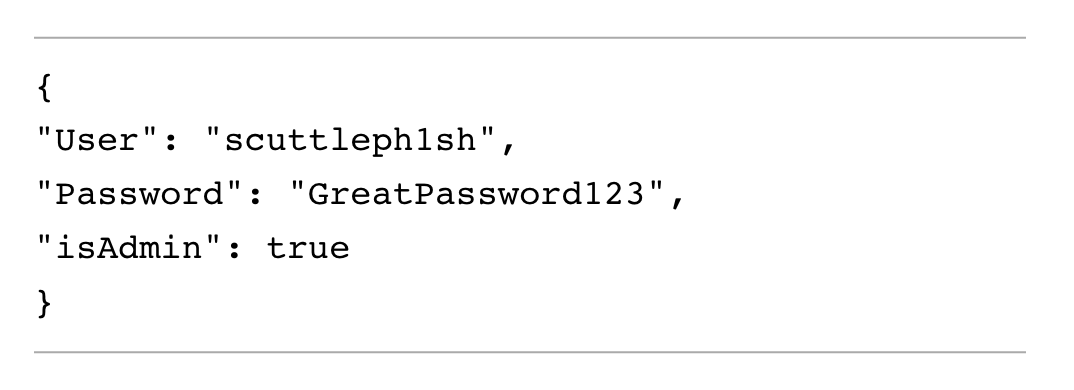 {
"User": "scuttleph1sh",
"Password": "GreatPassword123",
"isAdmin": true
}